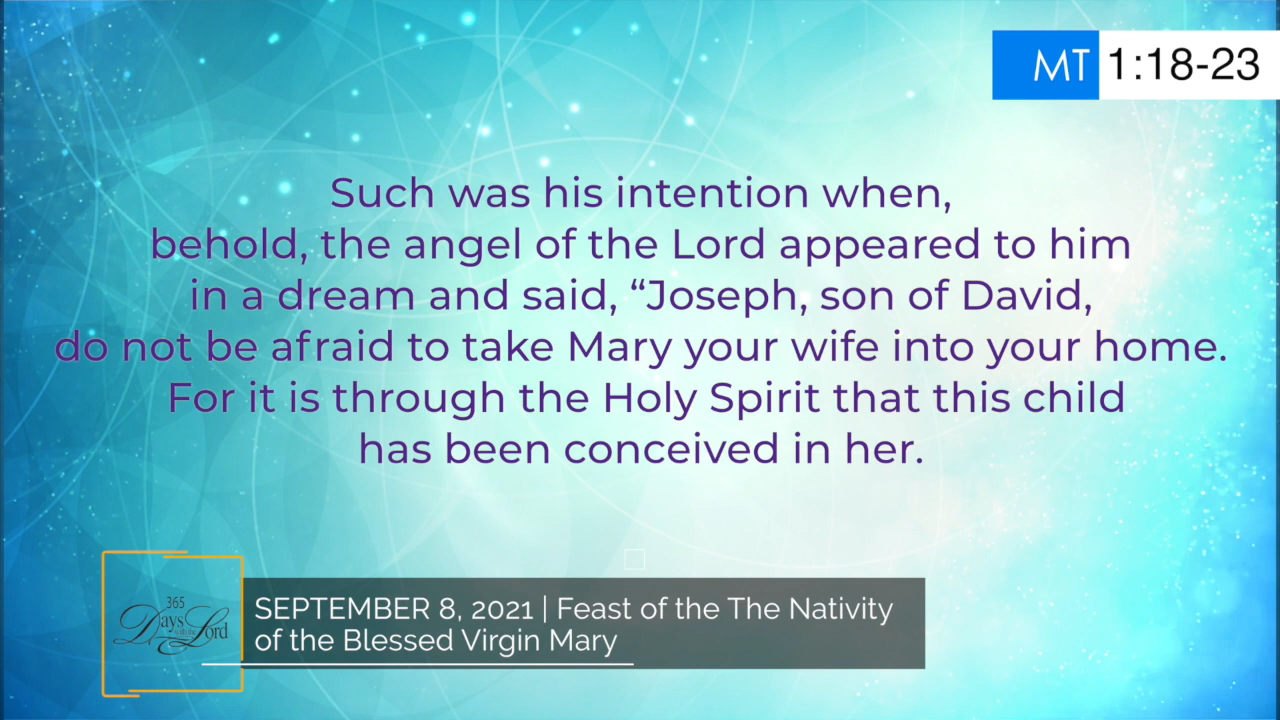 MT 1:18-23
Such was his intention when,
behold, the angel of the Lord appeared to him
in a dream and said, “Joseph, son of David,
do not be afraid to take Mary your wife into your home.
For it is through the Holy Spirit that this child
has been conceived in her.
365
Days with the Lord
SEPTEMBER 8, 2021 | Feast of the The Nativity
of the Blessed Virgin Mary